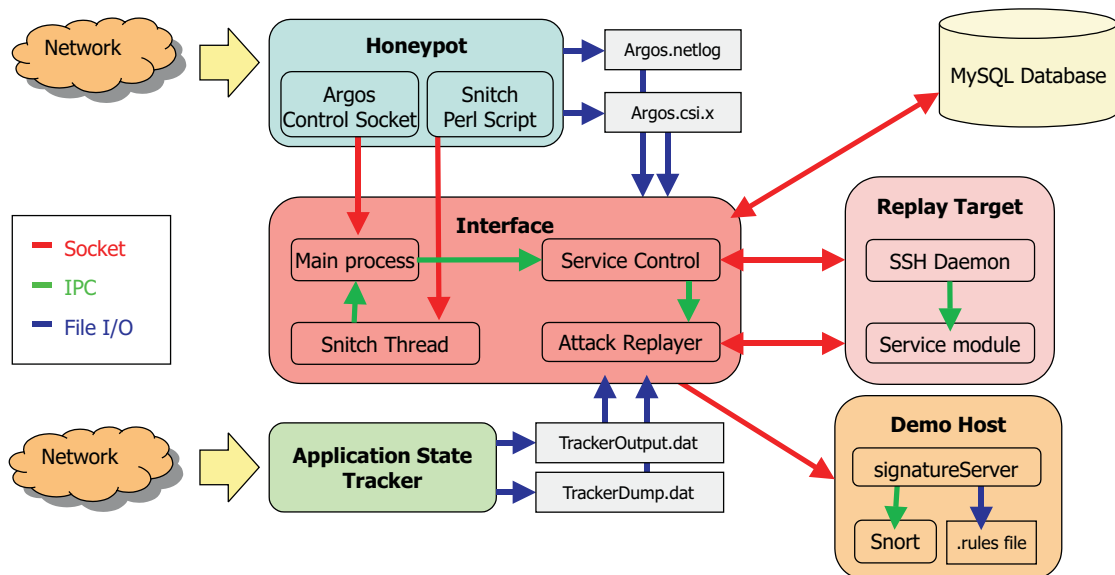 Network
Honeypot
Argos
Control Socket
Snitch
Perl Script
Argos.netlog
Argos.csi.x
MySQL Database
Socket
IPC
File I/O
Interface
Main process
Service Control
Snitch Thread
Attack Replayer
Replay Target
SSH Daemon
Service module
Network
Application State
Tracker
TrackerOutput.dat
TrackerDump.dat
Demo Host
signatureServer
Snort
.rules file